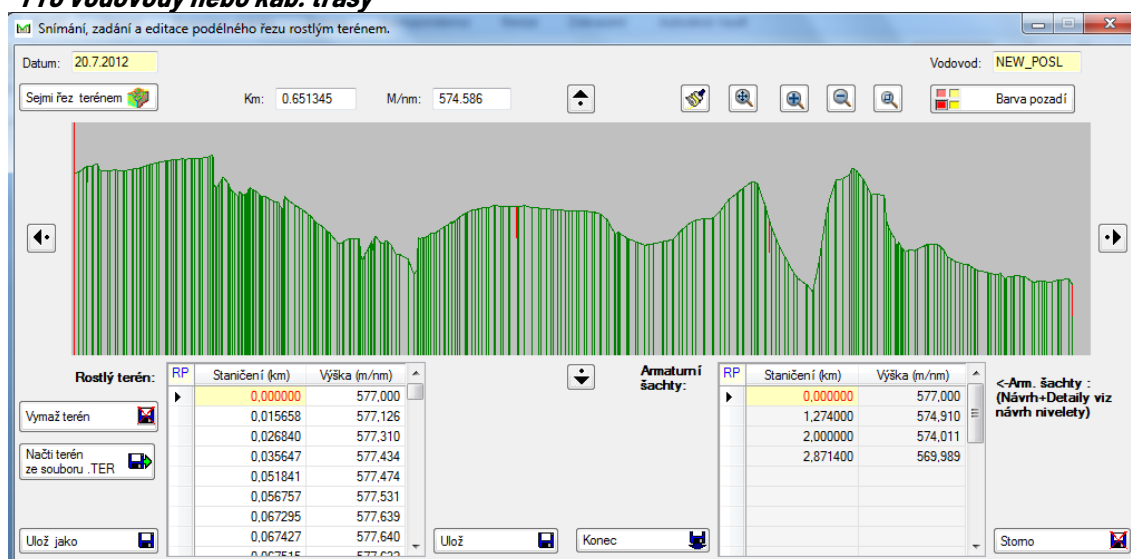 Pro vodovody nebo kab. trasy
Snímání, zadání a editace podélného řezu rostlým terénem.
Datum: 20.7.2012 Vodovod: NEW_POSL
Sejmi řez terénem Km: 0.651345 M/nm: 574.586 Barva pozadí
Rostlý terén: RP Staničení (km) Výška (m/nm) Armaturní šachty: RP Staničení (km) Výška (m/nm)
<-Arm. šachty :
(Návrh+Detaily viz
návrh nivelety)
0,000000 577,000 0,000000 577,000
Vymaž terén 0,015658 577,126 1,274000 574,910
0,026840 577,310 2,000000 574,011
Načti terén
ze souboru .TER
0,035647 577,434 2,871400 569,989
0,051841 577,474
0,056757 577,531
0,067295 577,639
Ulož jako 0,067427 577,640 Ulož Konec Storno